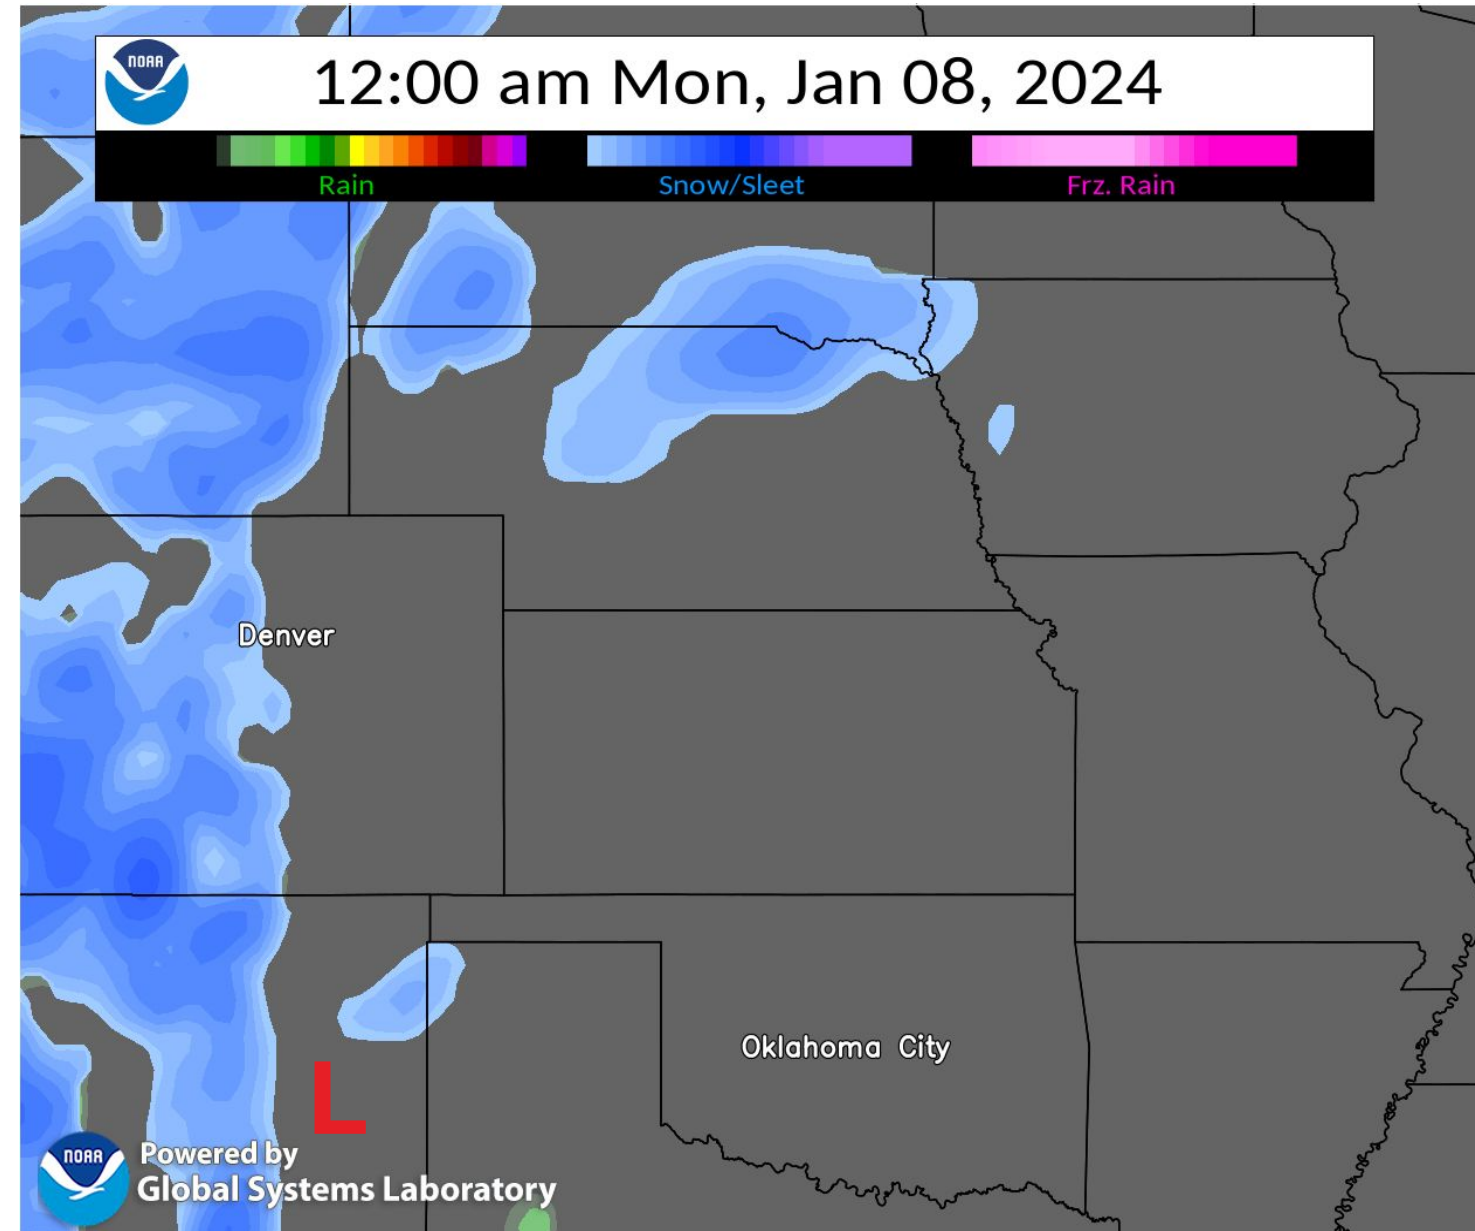 NOAA
12:00 am Mon, Jan 08, 2024
Rain Snow/Sleet Frz. Rain
Denver
Oklahoma City
L
NOAA
Powered by
Global Systems Laboratory